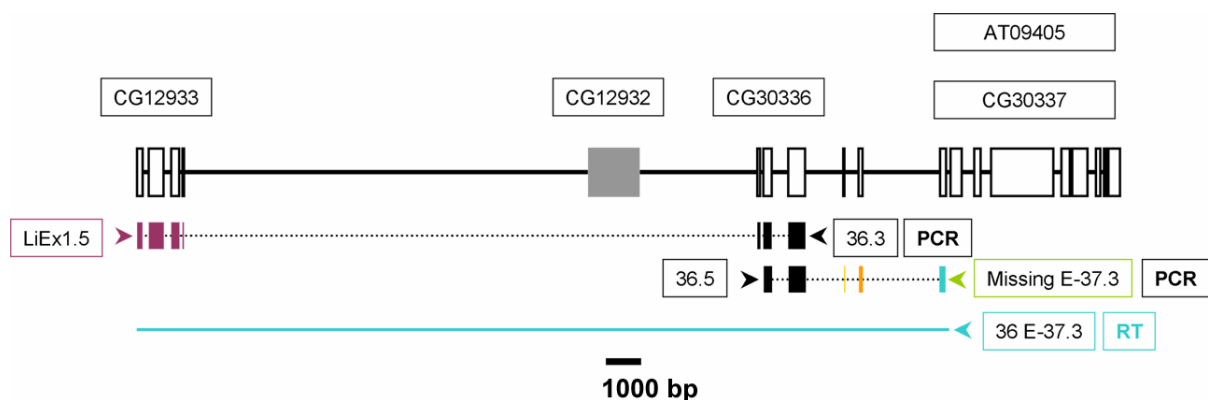 AT09405
CG12933 CG12932 CG30336 CG30337
LiEx1.5 36.3 PCR
36.5 Missing E-37.3 PCR
36 E-37.3 RT
1000 bp